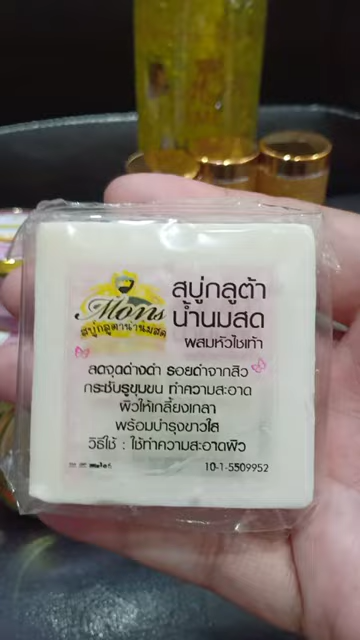 Mons
สบู่กลูต้าน้ำนมสด
สบู่กลูต้า
น้ำนมสด
ผสมหัวไชเท้า
ลดจุดด่างดำ รอยดำจากสิว
กระชับรูขุมขน ทำความสะอาด
ผิวให้เกลี้ยงเกลา
พร้อมบำรุงขาวใส
วิธีใช้ : ใช้ทำความสะอาดผิว
10-1-5509952